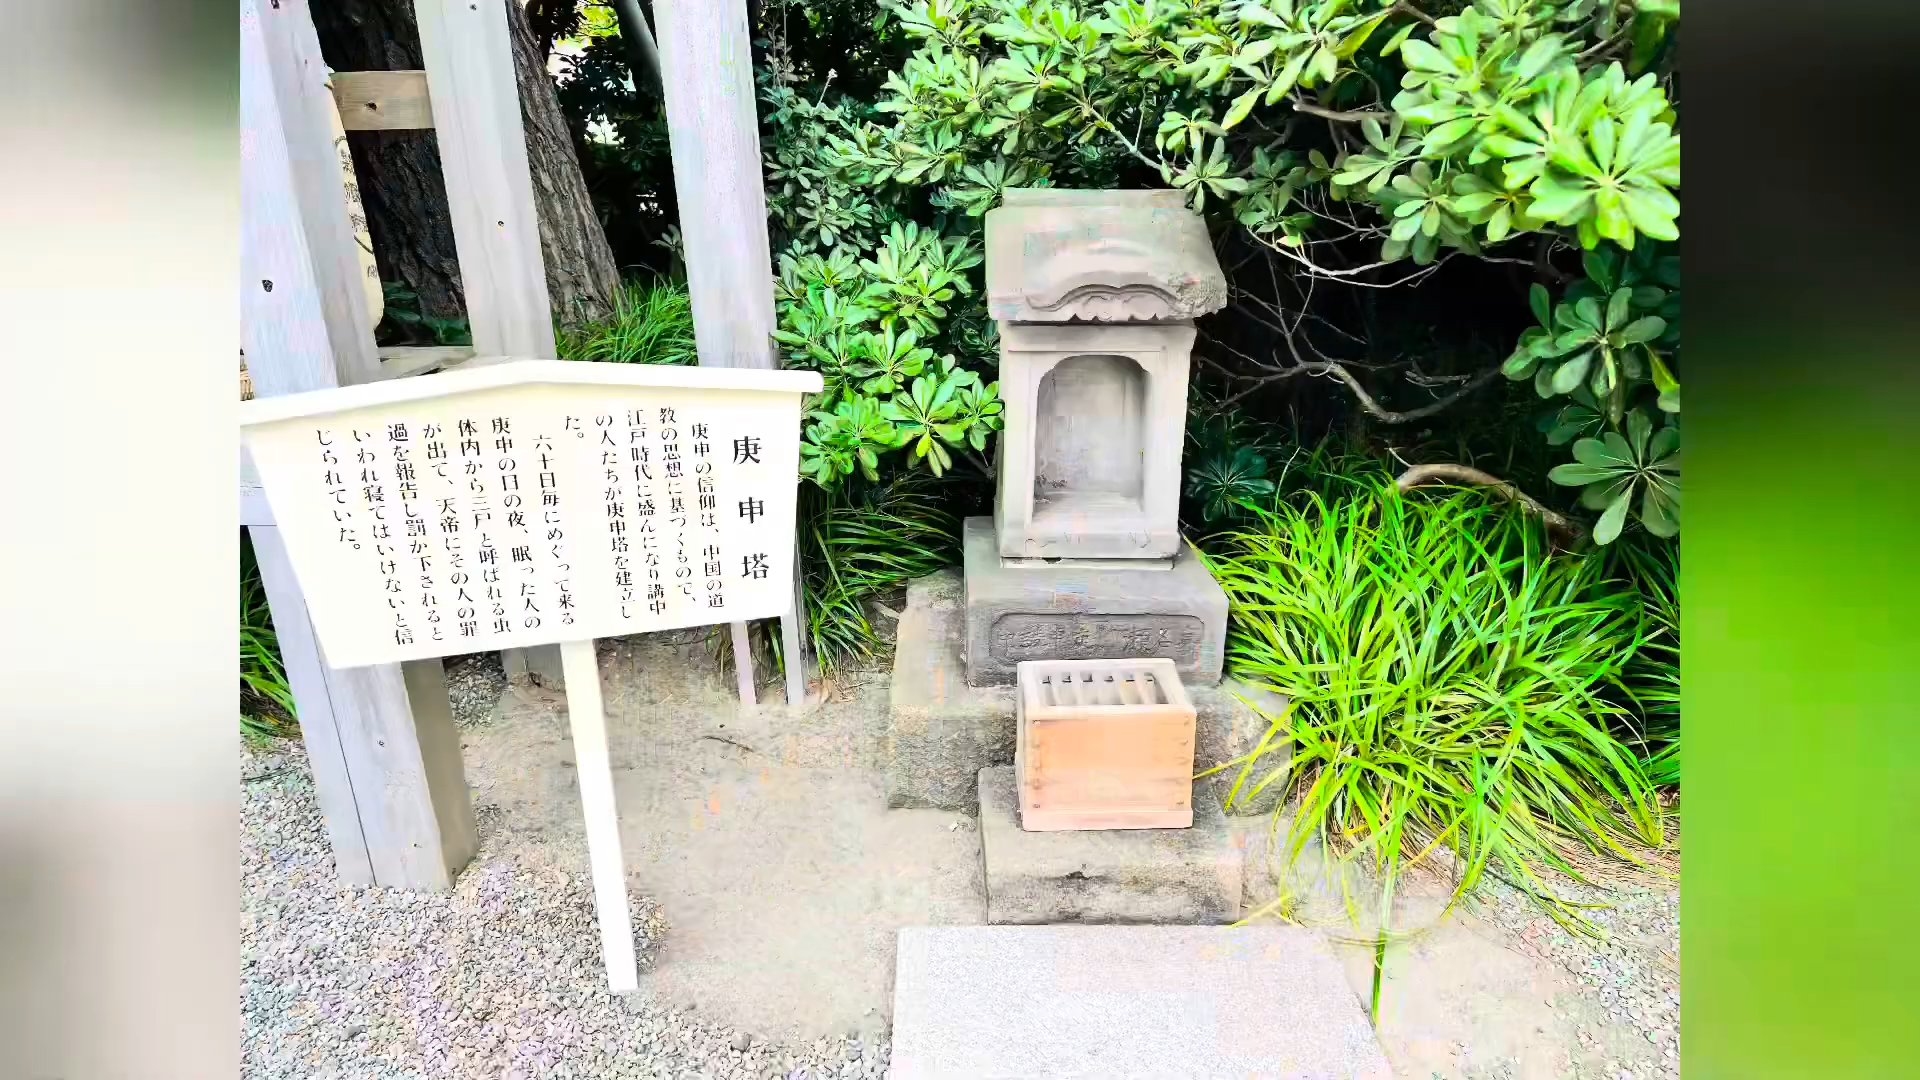 庚申塔
庚申の信仰は、中国の道
教の思想に基づくもので、
江戸時代に盛んになり講中
の人たちが庚申塔を建立し
た。
六十日毎にめぐって来る
庚申の日の夜、眠った人の
体内から三戸と呼ばれる虫
が出て、天帝にその人の罪
過を報告し罰が下されると
いわれ寝てはいけないと信
じられていた。